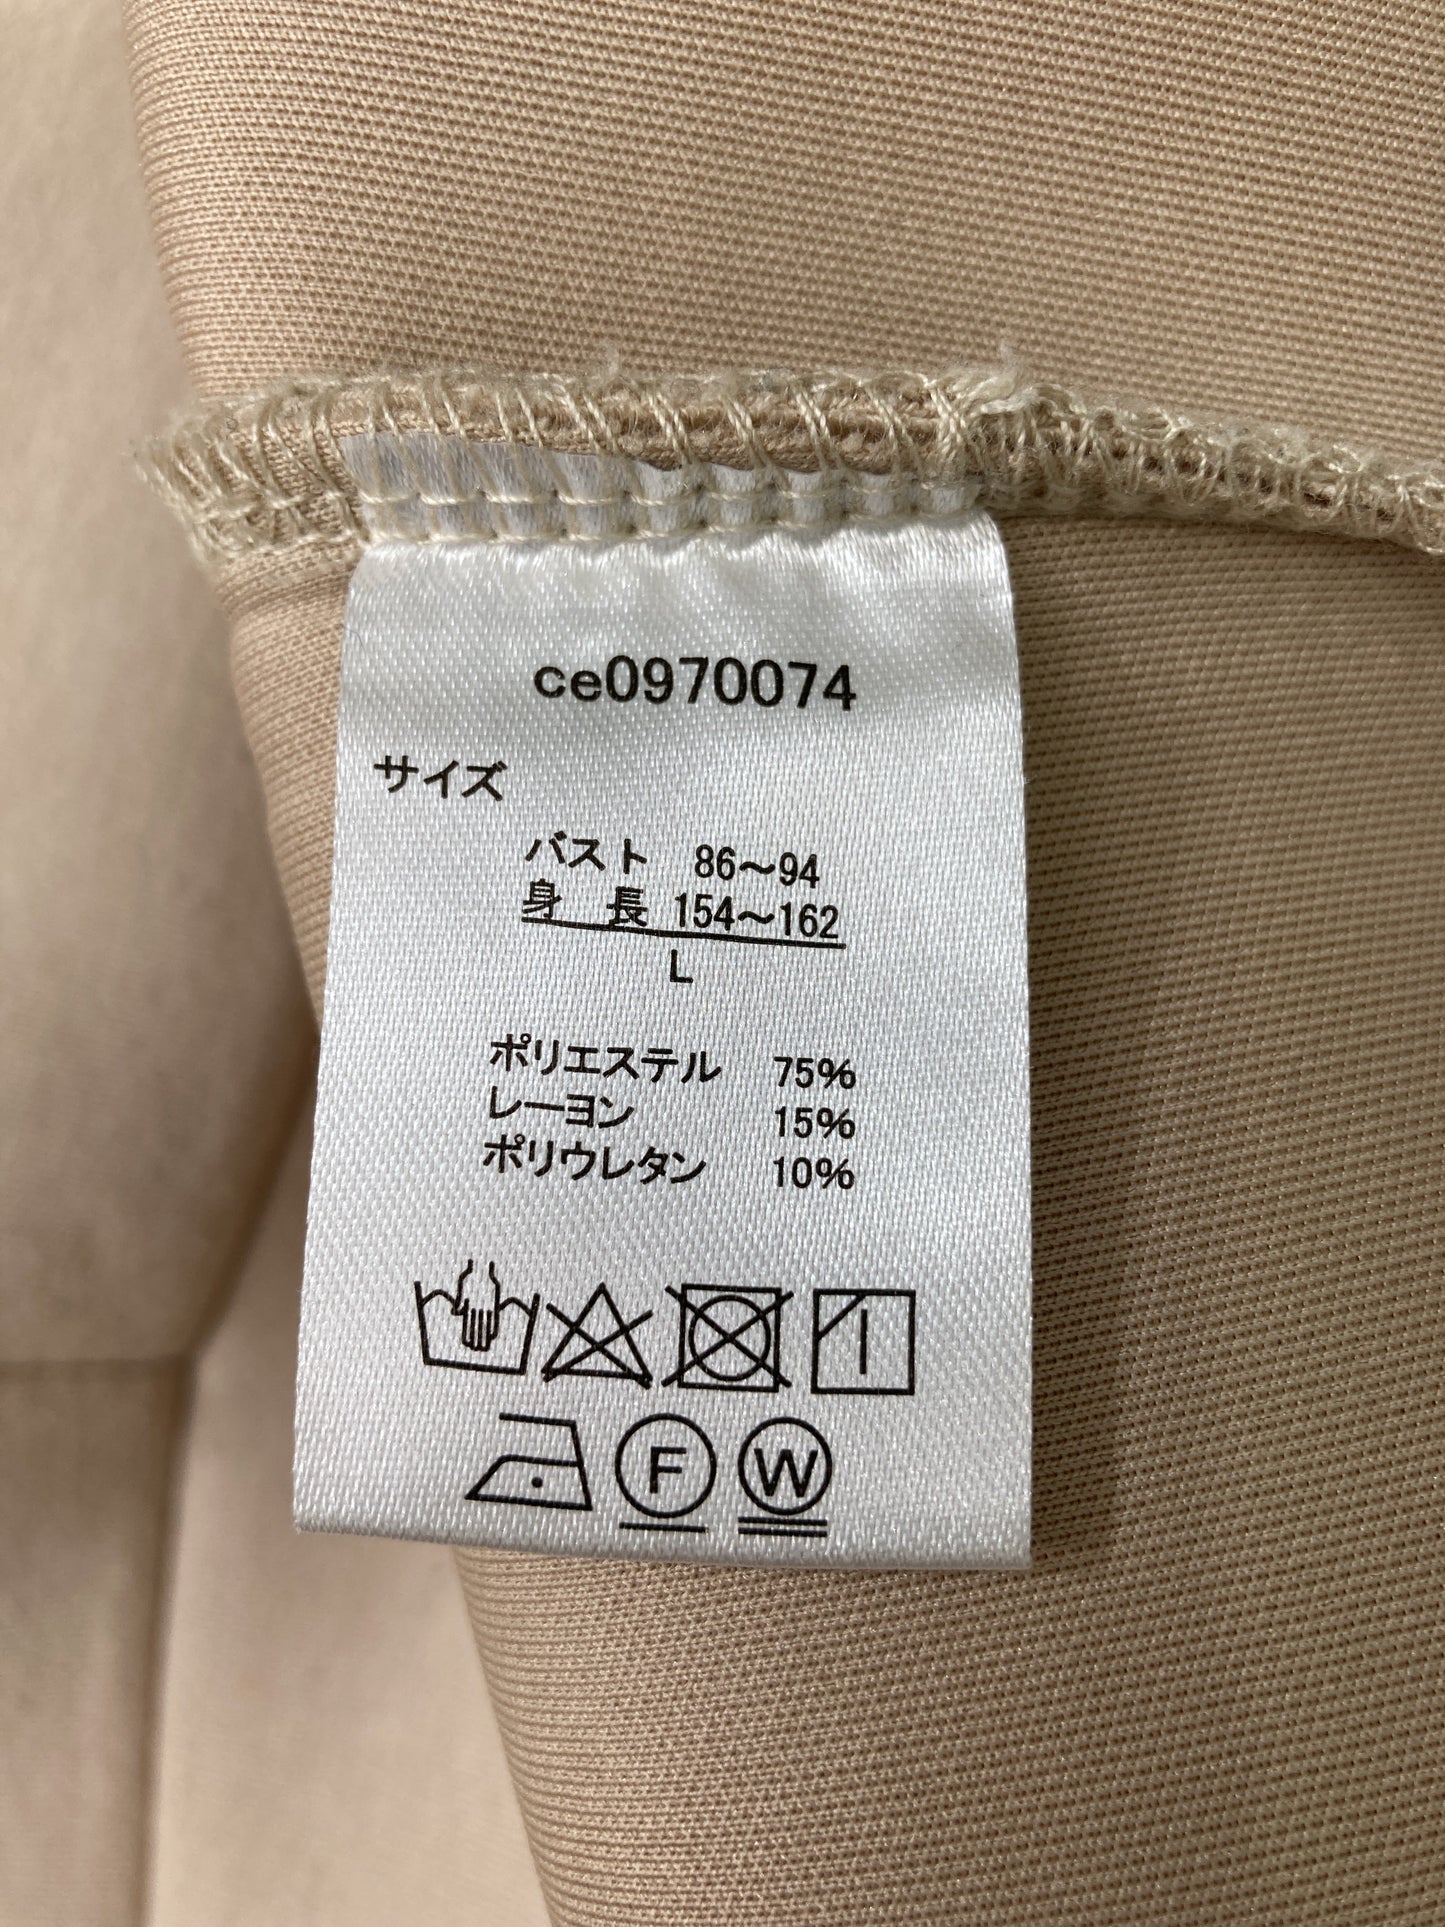 ce0970074
サイズ
バスト 86～94
身 長 154～162
L
ポリエステル 75%
レーヨン 15%
ポリウレタン 10%
F W